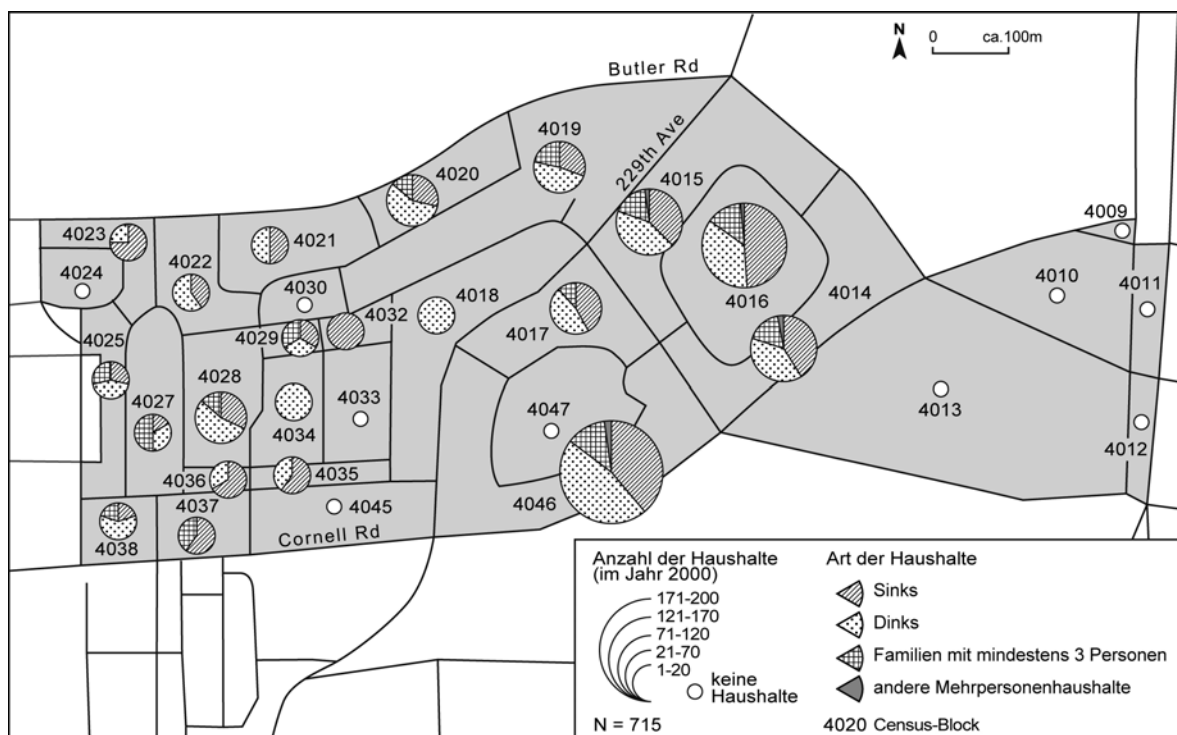 N
0 ca.100m
Butler Rd
229th Ave
4019
4020
4015
4009
4023
4021
4024
4022
4016
4010
4011
4030
4018
4014
4032
4029
4017
4025
4028
4027
4047
4013
4034
4033
4012
4036
4035
4037
4045
4046
4038
Cornell Rd
Anzahl der Haushalte
(im Jahr 2000)
171-200
121-170
71-120
21-70
1-20
keine
Haushalte
N = 715
Art der Haushalte
Sinks
Dinks
Familien mit mindestens 3 Personen
andere Mehrpersonenhaushalte
4020 Census-Block